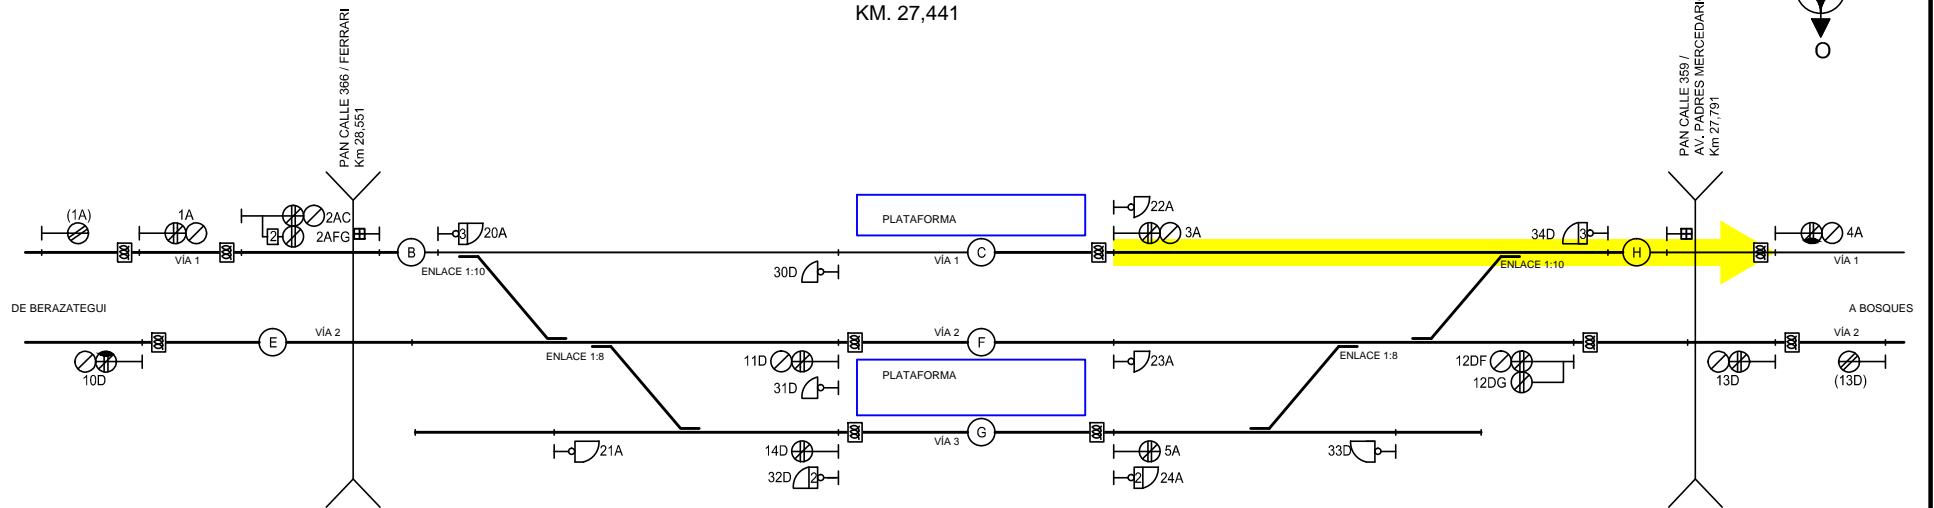 KM. 27,441
O
PAN CALLE 366 / FERRARI
Km 28,551
PAN CALLE 359 /
AV. PADRES MERCEDARI
Km 27,791
(1A)
1A
2AC
2
2AFG
3
20A
PLATAFORMA
22A
3A
34D
3
4A
VÍA 1
B
ENLACE 1:10
30D
VÍA 1
C
ENLACE 1:10
H
VÍA 1
DE BERAZATEGUI
A BOSQUES
E
VÍA 2
VÍA 2
F
VÍA 2
10D
ENLACE 1:8
11D
31D
PLATAFORMA
23A
ENLACE 1:8
12DF
12DG
13D
(13D)
VÍA 3
G
21A
14D
32D
2
5A
2
24A
33D